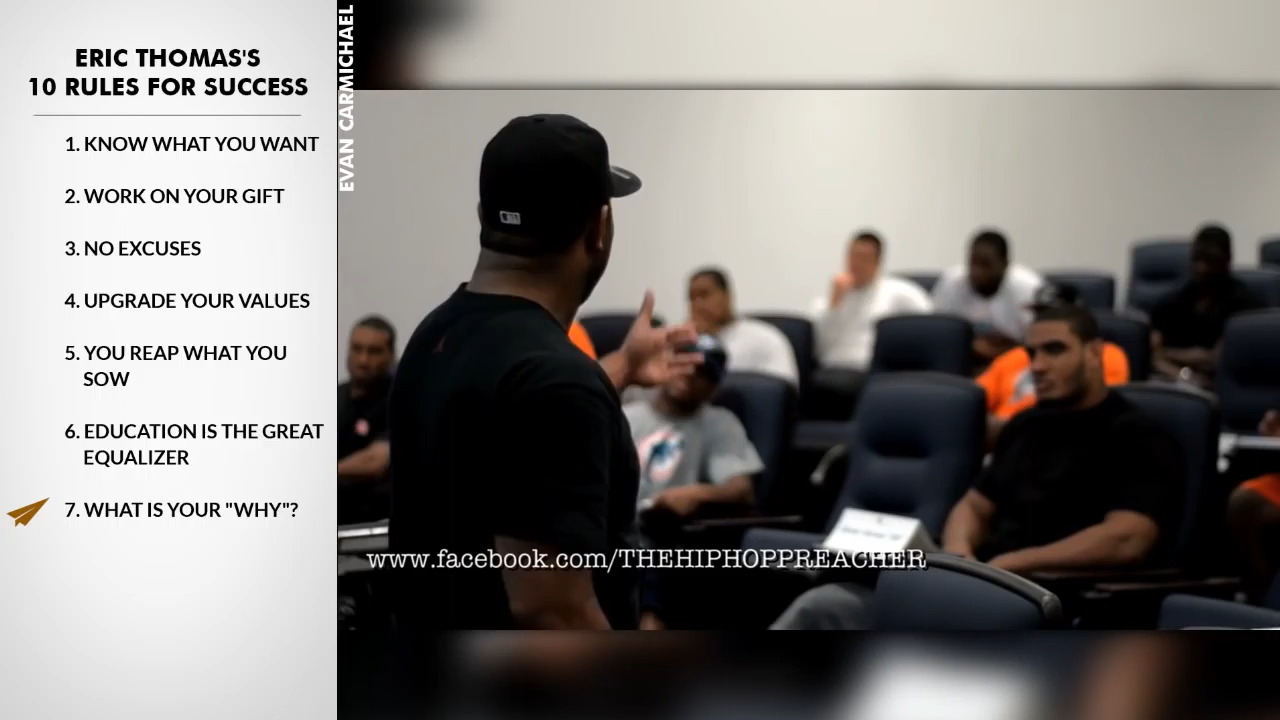 ERIC THOMAS'S
10 RULES FOR SUCCESS
1. KNOW WHAT YOU WANT
2. WORK ON YOUR GIFT
3. NO EXCUSES
4. UPGRADE YOUR VALUES
5. YOU REAP WHAT YOU
SOW
6. EDUCATION IS THE GREAT
EQUALIZER
7. WHAT IS YOUR "WHY"?
EVAN CARMICHAEL
www.facebook.com/THEHIPHOPPREACHER